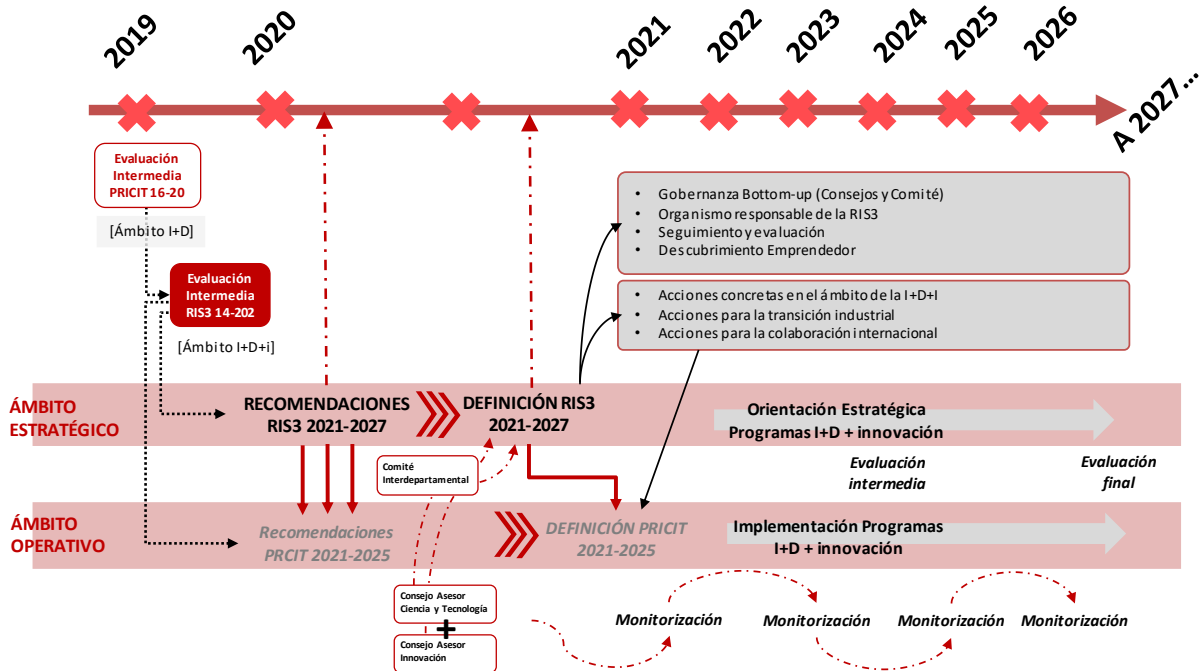 2019
2020
2021
2022
2023
2024
2025
2026
A 2027...
Evaluación
Intermedia
PRICIT 16-20
[Ámbito I+D]
Evaluación
Intermedia
RIS3 14-202
[Ámbito I+D+i]
• Gobernanza Bottom-up (Consejos y Comité)
• Organismo responsable de la RIS3
• Seguimiento y evaluación
• Descubrimiento Emprendedor
• Acciones concretas en el ámbito de la I+D+I
• Acciones para la transición industrial
• Acciones para la colaboración internacional
ÁMBITO
ESTRATÉGICO
RECOMENDACIONES
RIS3 2021-2027
DEFINICIÓN RIS3
2021-2027
Orientación Estratégica
Programas I+D + innovación
Comité
Interdepartamental
Evaluación
intermedia
Evaluación
final
ÁMBITO
OPERATIVO
Recomendaciones
PRCIT 2021-2025
DEFINICIÓN PRICIT
2021-2025
Implementación Programas
I+D + innovación
Consejo Asesor
Ciencia y Tecnología
+
Consejo Asesor
Innovación
Monitorización
Monitorización
Monitorización
Monitorización